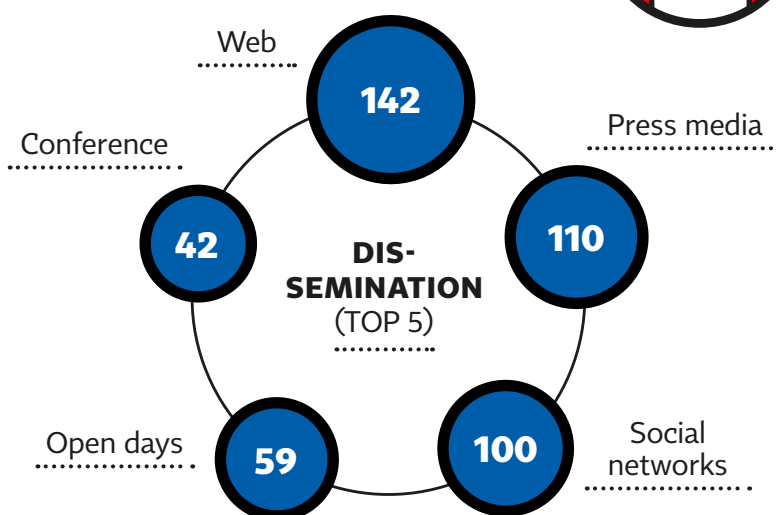 Web
142
Press media
Conference
110
42
DIS-
SEMINATION
(TOP 5)
Open days
59
100
Social
networks